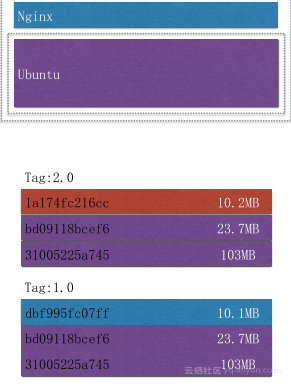 Nginx
Ubuntu
Tag:2.0
1a174fc216cc 10.2MB
bd09118bcef6 23.7MB
31005225a745 103MB
Tag:1.0
dbf995fc07ff 10.1MB
bd09118bcef6 23.7MB
31005225a745 103MB
云栖社区 yq.aliyun.com